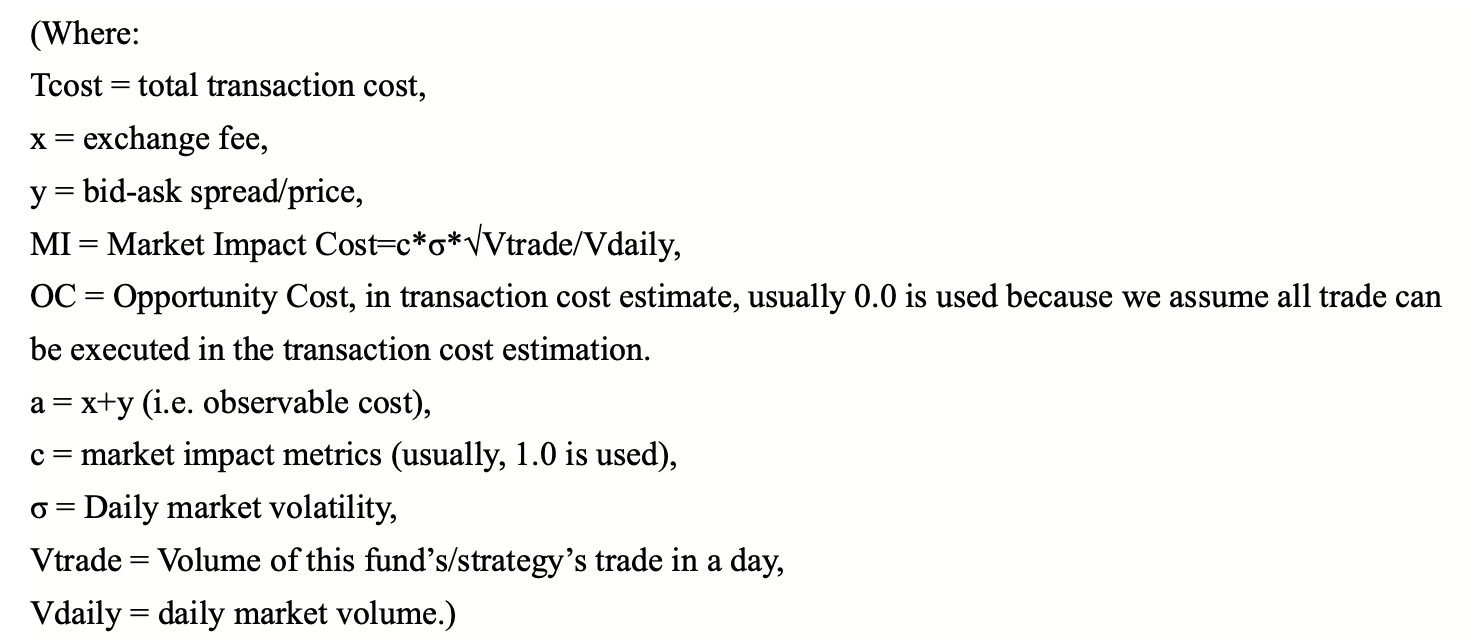 (Where:
Tcost = total transaction cost,
x = exchange fee,
y = bid-ask spread/price,
MI = Market Impact Cost=c*σ*√Vtrade/Vdaily,
OC = Opportunity Cost, in transaction cost estimate, usually 0.0 is used because we assume all trade can
be executed in the transaction cost estimation.
a = x+y (i.e. observable cost),
c = market impact metrics (usually, 1.0 is used),
σ = Daily market volatility,
Vtrade = Volume of this fund’s/strategy’s trade in a day,
Vdaily = daily market volume.)